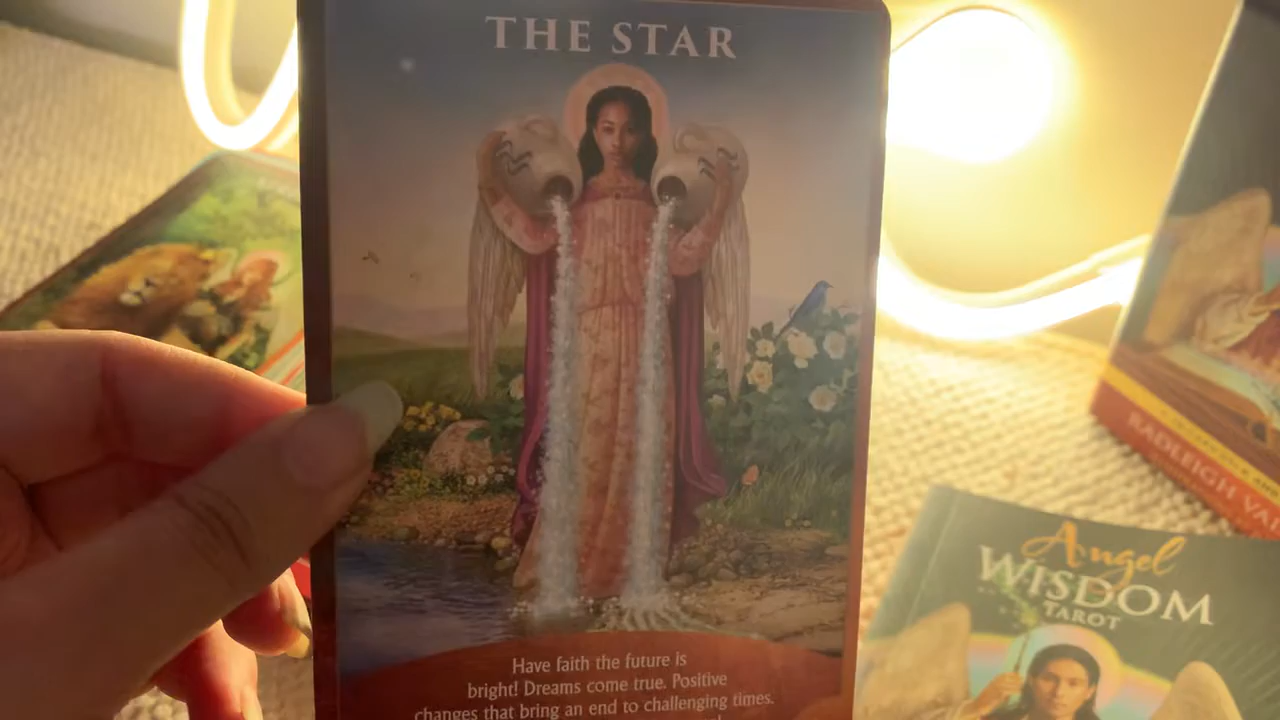 THE STAR
Have faith the future is
bright! Dreams come true. Positive
changes that bring an end to challenging times.
Angel
WISDOM
TAROT
RADLEIGH